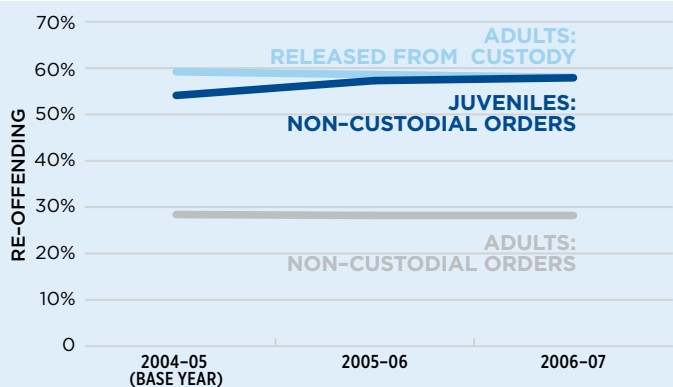 70%
60%
50%
40%
30%
20%
10%
0
RE-OFFENDING
ADULTS:
RELEASED FROM CUSTODY
JUVENILES:
NON-CUSTODIAL ORDERS
ADULTS:
NON-CUSTODIAL ORDERS
2004-05
(BASE YEAR)
2005-06
2006-07